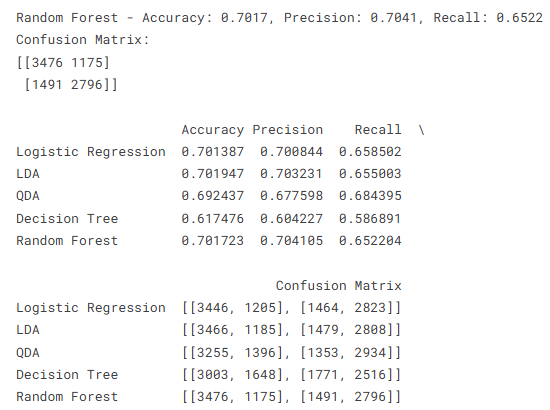 Random Forest - Accuracy: 0.7017, Precision: 0.7041, Recall: 0.6522
Confusion Matrix:
[[3476 1175]
 [1491 2796]]
Accuracy Precision Recall \
Logistic Regression 0.701387 0.700844 0.658502
LDA 0.701947 0.703231 0.655003
QDA 0.692437 0.677598 0.684395
Decision Tree 0.617476 0.604227 0.586891
Random Forest 0.701723 0.704105 0.652204
Confusion Matrix
Logistic Regression [[3446, 1205], [1464, 2823]]
LDA [[3466, 1185], [1479, 2808]]
QDA [[3255, 1396], [1353, 2934]]
Decision Tree [[3003, 1648], [1771, 2516]]
Random Forest [[3476, 1175], [1491, 2796]]